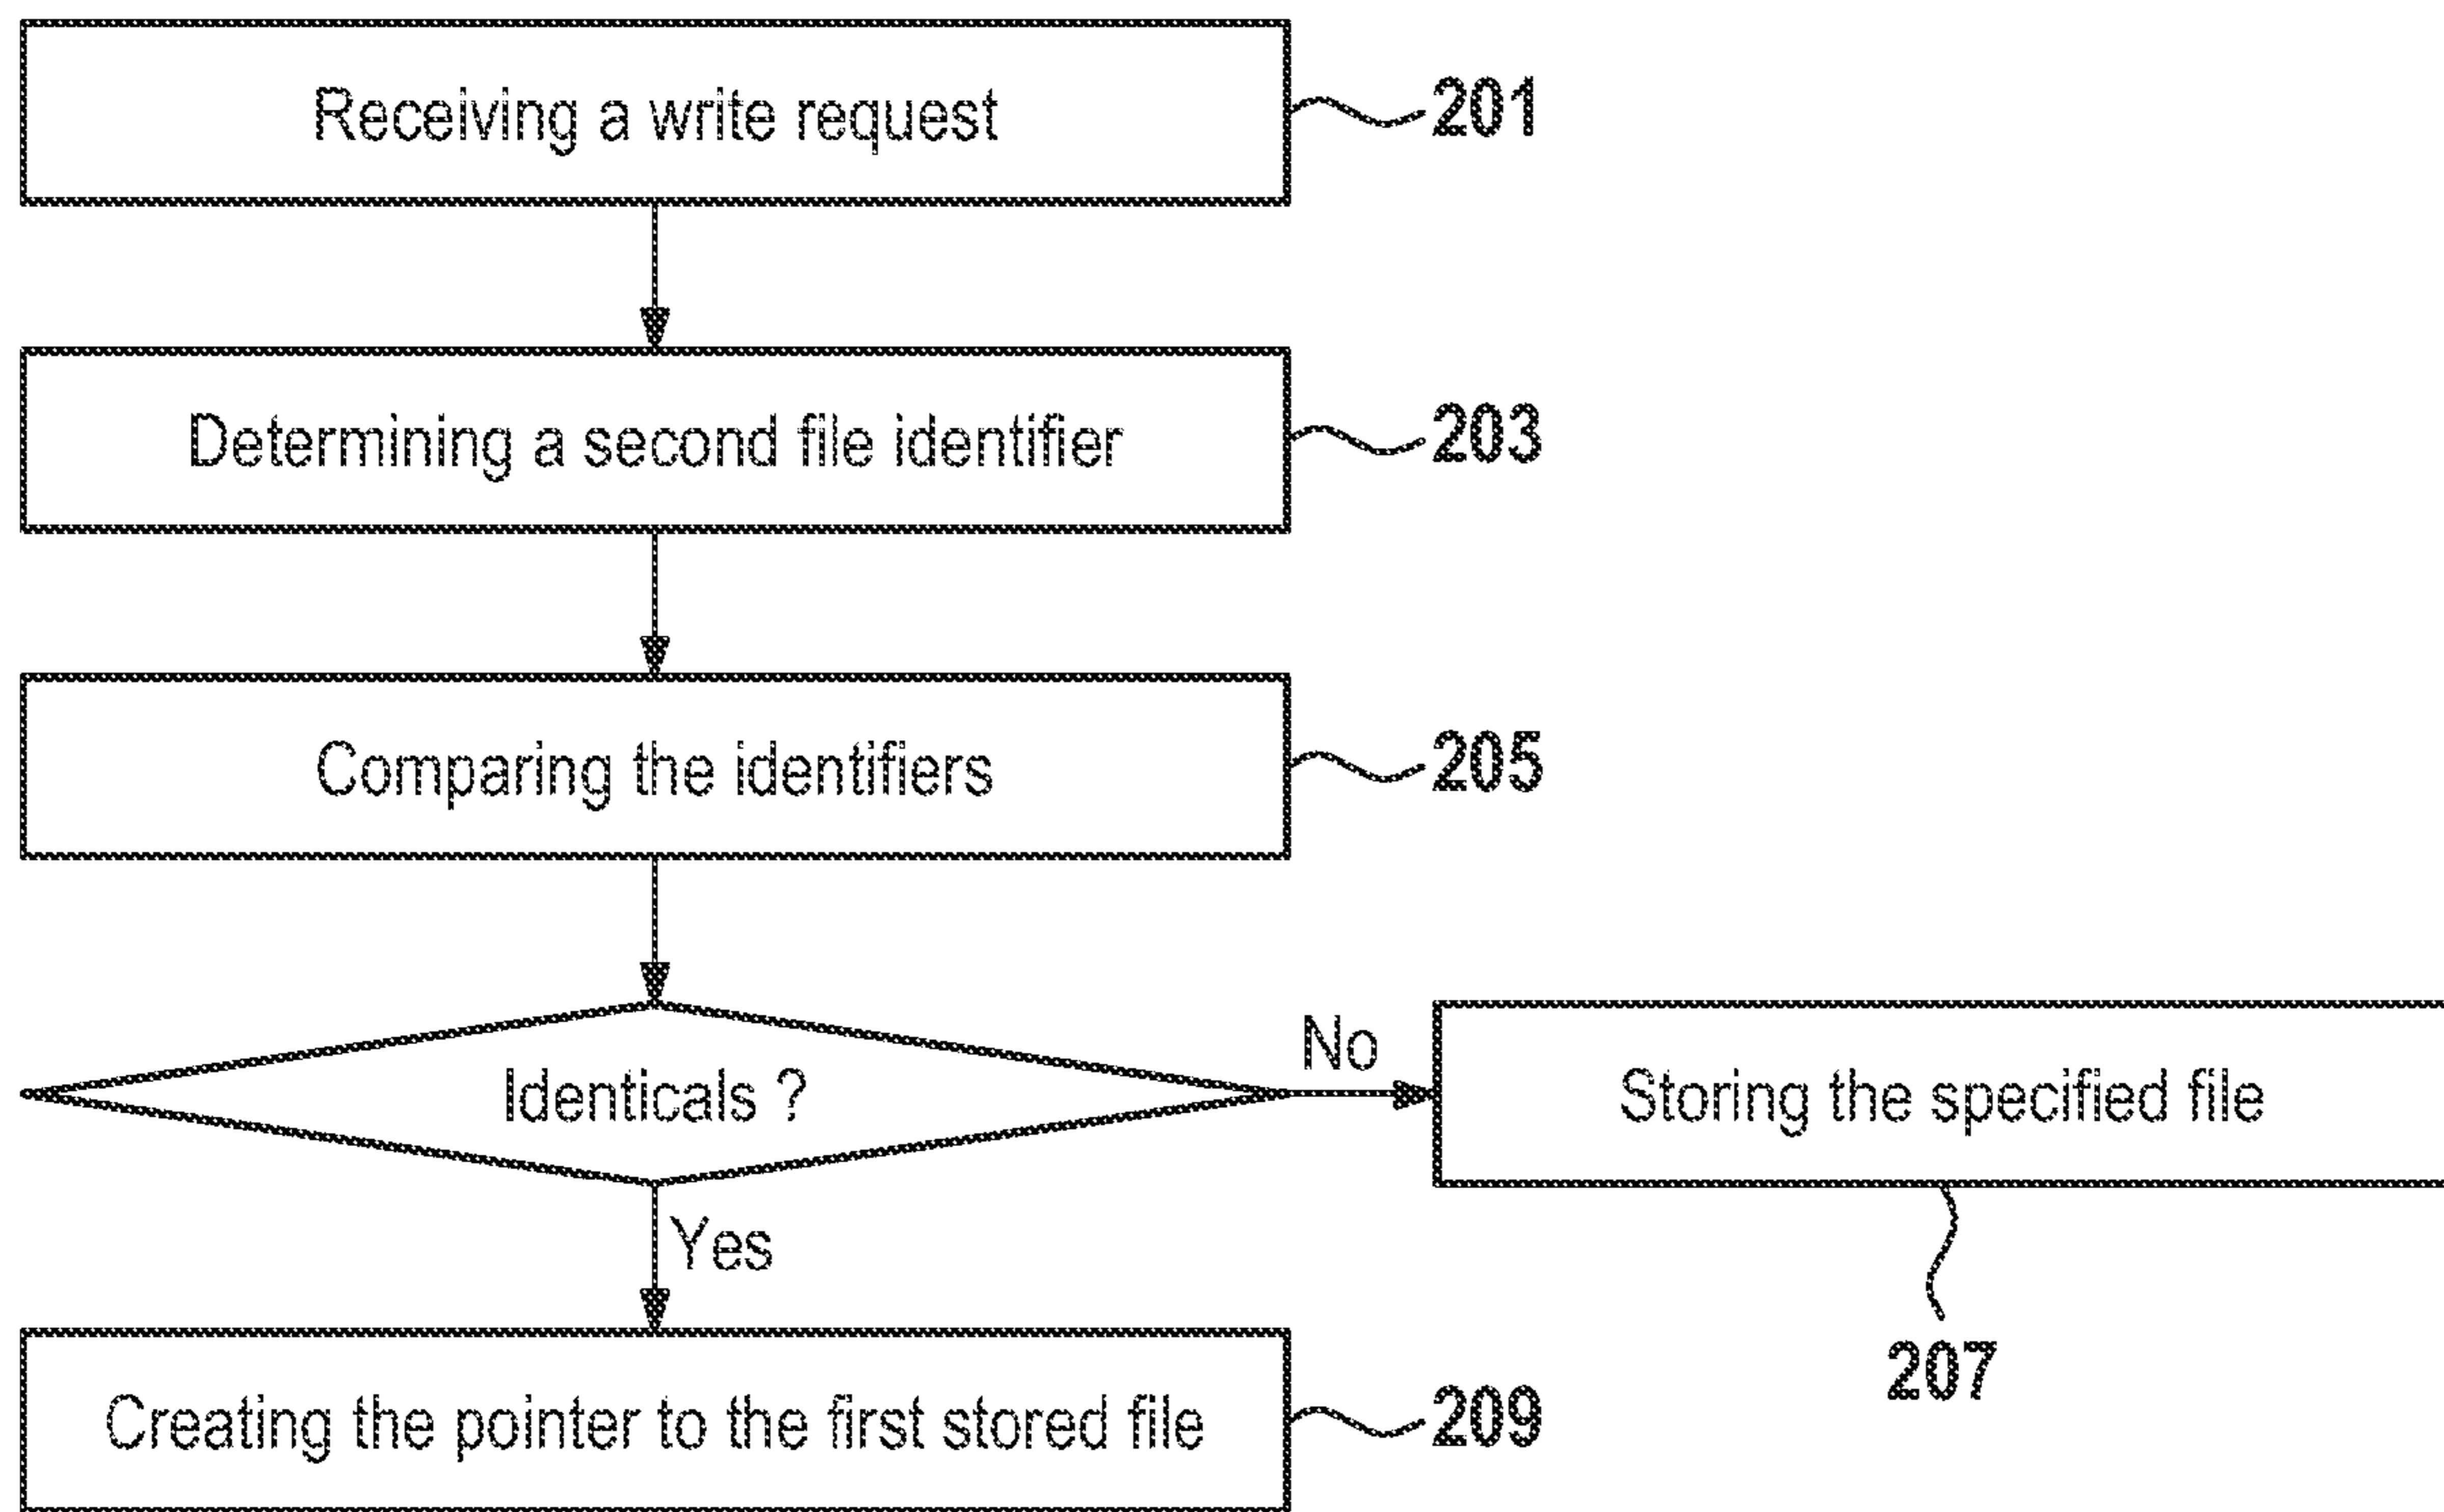 Receiving a write request
201
Determining a second file identifier
203
Comparing the identifiers
205
Identicals ?
No
Storing the specified file
207
Yes
Creating the pointer to the first stored file
209